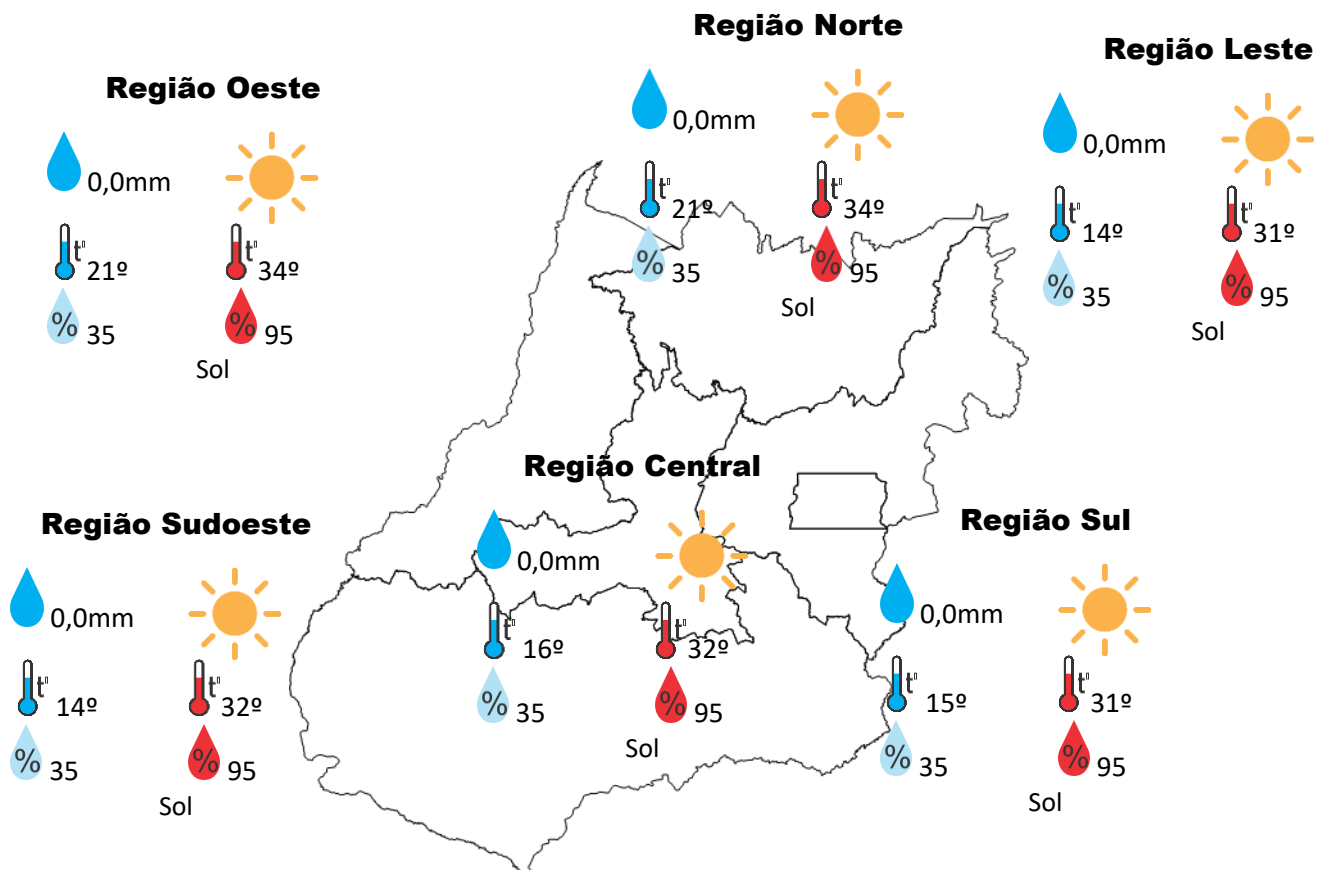 Região Norte
0,0mm
t°
21º
t°
34º
% 35
% 95
Sol
Região Leste
0,0mm
t°
14º
t°
31º
% 35
% 95
Sol
Região Oeste
0,0mm
t°
21º
t°
34º
% 35
% 95
Sol
Região Central
0,0mm
t°
16º
t°
32º
% 35
% 95
Sol
Região Sudoeste
0,0mm
t°
14º
t°
32º
% 35
% 95
Sol
Região Sul
0,0mm
t°
15º
t°
31º
% 35
% 95
Sol